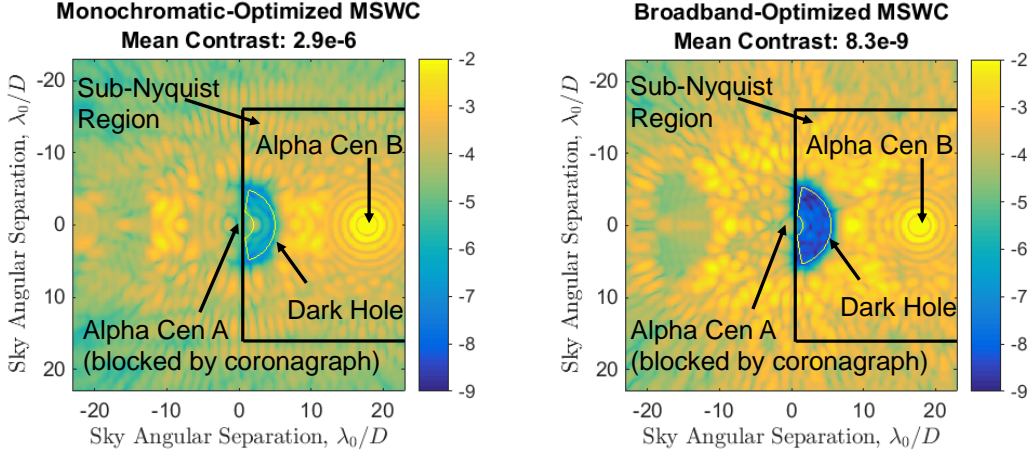 Monochromatic-Optimized MSWC
Mean Contrast: 2.9e-6
-20
-10
0
10
20
Sky Angular Separation, λ₀/D
Sub-Nyquist
Region
Alpha Cen B
Dark Hole
Alpha Cen A
(blocked by coronagraph)
-20
-10
0
10
20
Sky Angular Separation, λ₀/D
-2
-3
-4
-5
-6
-7
-8
-9
Broadband-Optimized MSWC
Mean Contrast: 8.3e-9
-20
-10
0
10
20
Sky Angular Separation, λ₀/D
Sub-Nyquist
Region
Alpha Cen B
Dark Hole
Alpha Cen A
(blocked by coronagraph)
-20
-10
0
10
20
Sky Angular Separation, λ₀/D
-2
-3
-4
-5
-6
-7
-8
-9